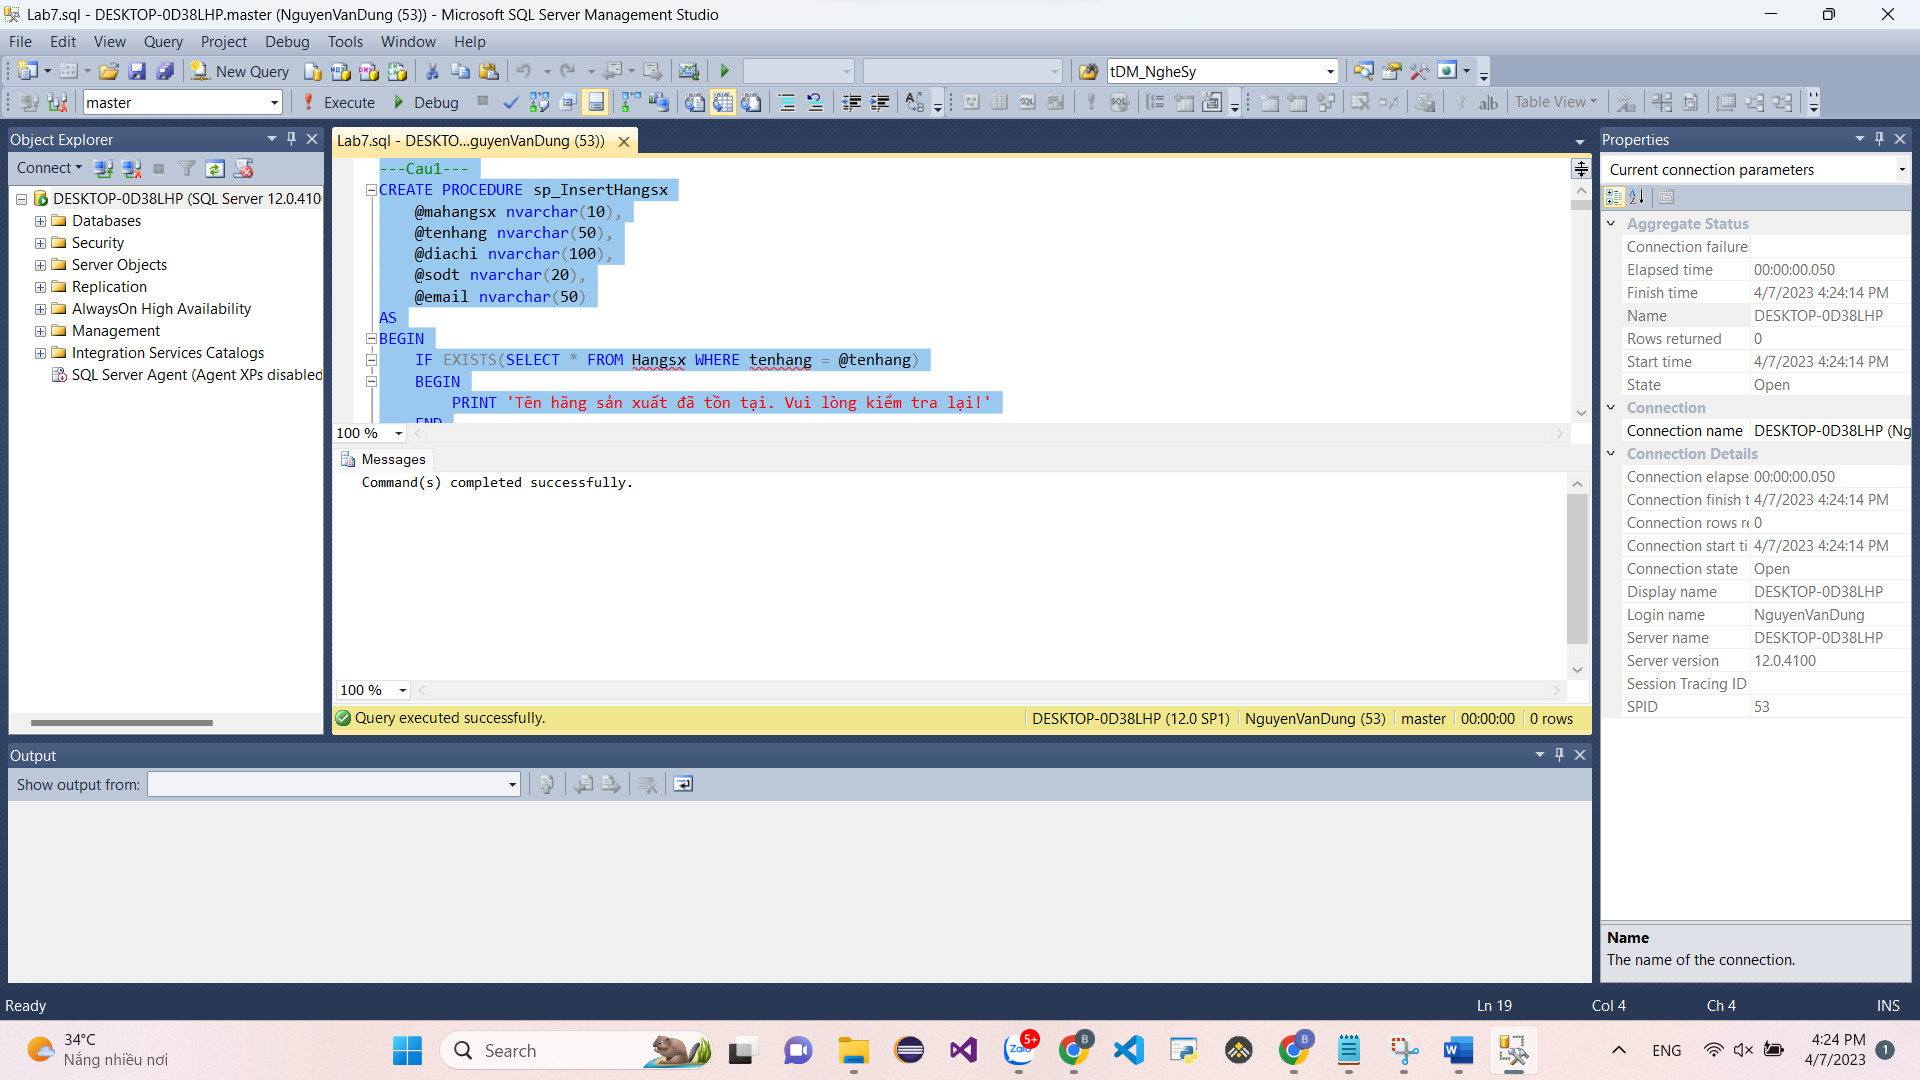 Lab7.sql - DESKTOP-0D38LHP.master (NguyenVanDung (53)) - Microsoft SQL Server Management Studio
File Edit View Query Project Debug Tools Window Help
New Query
tDM_NgheSy
master
Execute
Debug
Table View
Object Explorer
Connect
DESKTOP-0D38LHP (SQL Server 12.0.410
Databases
Security
Server Objects
Replication
AlwaysOn High Availability
Management
Integration Services Catalogs
SQL Server Agent (Agent XPs disabled
Lab7.sql - DESKTO...guyenVanDung (53))
---Cau1---
CREATE PROCEDURE sp_InsertHangsx
@mahangsx nvarchar(10),
@tenhang nvarchar(50),
@diachi nvarchar(100),
@sodt nvarchar(20),
@email nvarchar(50)
AS
BEGIN
IF EXISTS(SELECT * FROM Hangsx WHERE tenhang = @tenhang)
BEGIN
PRINT 'Tên hãng sản xuất đã tồn tại. Vui lòng kiểm tra lại!'
END
100 %
Messages
Command(s) completed successfully.
100 %
Query executed successfully.
DESKTOP-0D38LHP (12.0 SP1) NguyenVanDung (53) master 00:00:00 0 rows
Output
Show output from:
Properties
Current connection parameters
Aggregate Status
Connection failure
Elapsed time 00:00:00.050
Finish time 4/7/2023 4:24:14 PM
Name DESKTOP-0D38LHP
Rows returned 0
Start time 4/7/2023 4:24:14 PM
State Open
Connection
Connection name DESKTOP-0D38LHP (Ng
Connection Details
Connection elapse 00:00:00.050
Connection finish t 4/7/2023 4:24:14 PM
Connection rows re 0
Connection start ti 4/7/2023 4:24:14 PM
Connection state Open
Display name DESKTOP-0D38LHP
Login name NguyenVanDung
Server name DESKTOP-0D38LHP
Server version 12.0.4100
Session Tracing ID
SPID 53
Name
The name of the connection.
Ready
Ln 19 Col 4 Ch 4 INS
34°C
Nắng nhiều nơi
Search
Zalo
5+
B
B
ENG
4:24 PM
4/7/2023
1